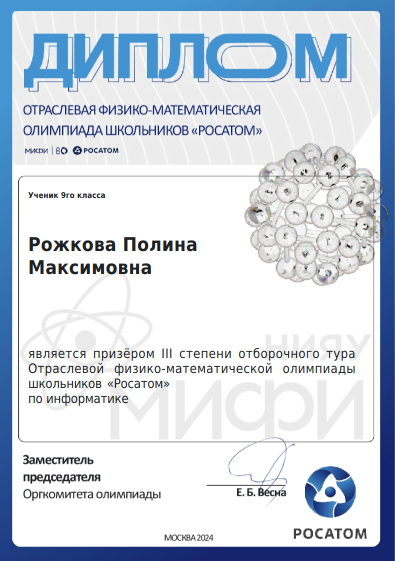 ДИПЛОМ
ОТРАСЛЕВАЯ ФИЗИКО-МАТЕМАТИЧЕСКАЯ
ОЛИМПИАДА ШКОЛЬНИКОВ «РОСАТОМ»
МИФИ РОСАТОМ
Ученик 9го класса
Рожкова Полина
Максимовна
НИЯУ
МИФИ
является призёром III степени отборочного тура
Отраслевой физико-математической олимпиады
школьников «Росатом»
по информатике
Заместитель
председателя
Оргкомитета олимпиады
Е. Б. Весна
РОСАТОМ
МОСКВА 2024